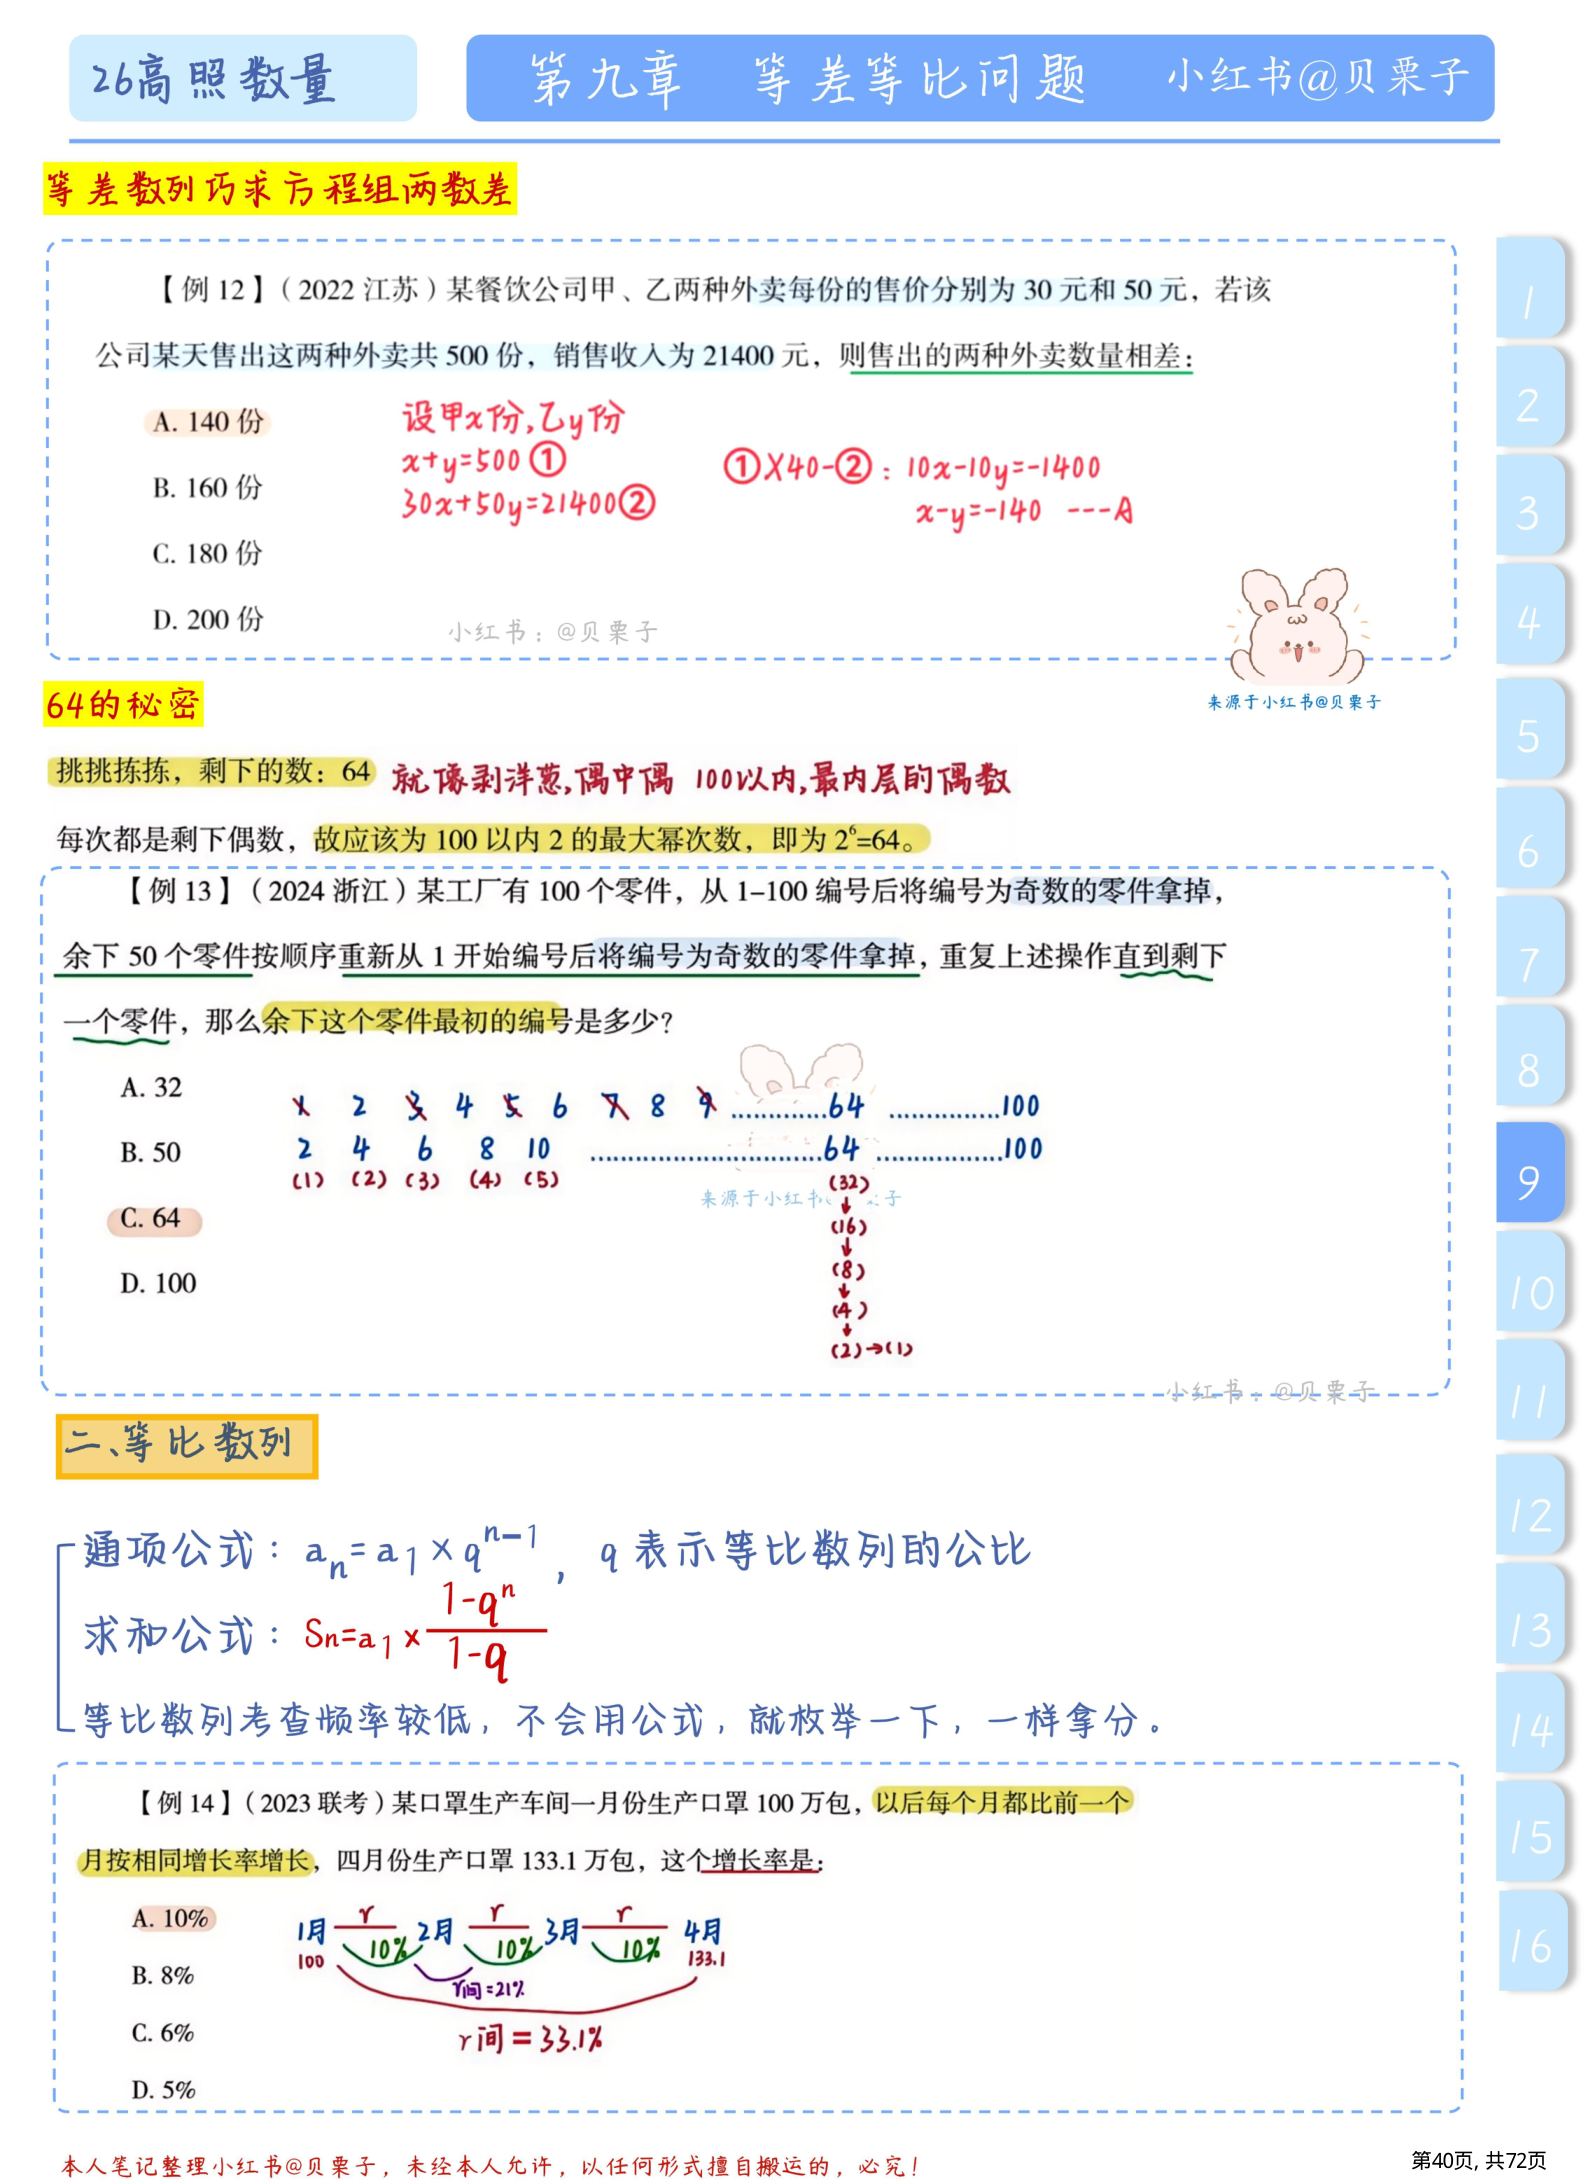 26高照数量
第九章 等差等比问题 小红书@贝栗子
等差数列巧求方程组两数差
【例 12】（2022 江苏）某餐饮公司甲、乙两种外卖每份的售价分别为 30 元和 50 元，若该
公司某天售出这两种外卖共 500 份，销售收入为 21400 元，则售出的两种外卖数量相差：
A. 140 份
B. 160 份
C. 180 份
D. 200 份
设甲x份,乙y份
x+y=500 ①
30x+50y=21400②
①X40-②：10x-10y=-1400
x-y=-140 ---A
小红书：@贝栗子
来源于小红书@贝栗子
64的秘密
挑挑拣拣，剩下的数：64 就像剥洋葱,偶中偶 100以内,最内层的偶数
每次都是剩下偶数，故应该为 100 以内 2 的最大幂次数，即为 2⁶=64。
【例 13】（2024 浙江）某工厂有 100 个零件，从 1–100 编号后将编号为奇数的零件拿掉，
余下 50 个零件按顺序重新从 1 开始编号后将编号为奇数的零件拿掉，重复上述操作直到剩下
一个零件，那么余下这个零件最初的编号是多少？
A. 32
B. 50
C. 64
D. 100
1 2 3 4 5 6 7 8 9 ............64 ...............100
2 4 6 8 10 ..............................64 .................100
(1) (2) (3) (4) (5) (32)
来源于小红书 子
↓
(16)
↓
(8)
↓
(4)
↓
(2)→(1)
小红书：@贝栗子
二、等比数列
通项公式：aₙ=a₁×qⁿ⁻¹，q 表示等比数列的公比
求和公式：Sn=a₁×(1-qⁿ)/(1-q)
等比数列考查频率较低，不会用公式，就枚举一下，一样拿分。
【例 14】（2023 联考）某口罩生产车间一月份生产口罩 100 万包，以后每个月都比前一个
月按相同增长率增长，四月份生产口罩 133.1 万包，这个增长率是：
A. 10%
B. 8%
C. 6%
D. 5%
r r r
1月 2月 3月 4月
10% 10% 10%
100 133.1
r间=21%
r间=33.1%
1
2
3
4
5
6
7
8
9
10
11
12
13
14
15
16
本人笔记整理小红书@贝栗子，未经本人允许，以任何形式擅自搬运的，必究！
第40页, 共72页